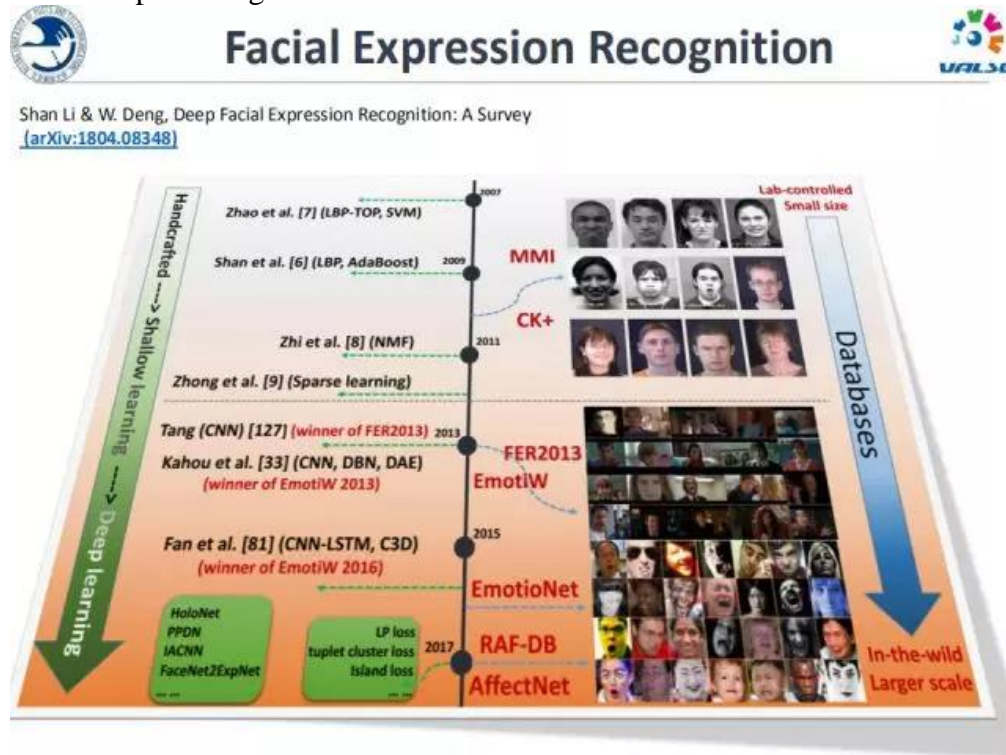 Facial Expression Recognition
VALSE
Shan Li & W. Deng, Deep Facial Expression Recognition: A Survey
(arXiv:1804.08348)
Handcrafted ----> Shallow learning ----> Deep learning
2007
Zhao et al. [7] (LBP-TOP, SVM)
Shan et al. [6] (LBP, AdaBoost)
2009
Zhi et al. [8] (NMF)
2011
Zhong et al. [9] (Sparse learning)
Tang (CNN) [127] (winner of FER2013)
2013
Kahou et al. [33] (CNN, DBN, DAE)
(winner of EmotiW 2013)
2015
Fan et al. [81] (CNN-LSTM, C3D)
(winner of EmotiW 2016)
HoloNet
PPDN
IACNN
FaceNet2ExpNet
... ...
LP loss
tuplet cluster loss
Island loss
... ...
2017
MMI
CK+
FER2013
EmotiW
EmotioNet
RAF-DB
AffectNet
Lab-controlled
Small size
Databases
In-the-wild
Larger scale